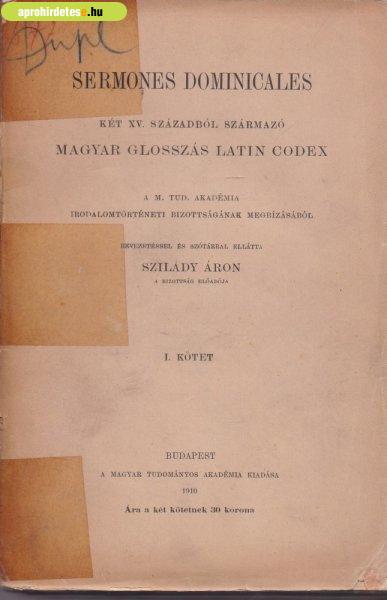 aprohirdetes.hu
Dupl
SERMONES DOMINICALES
KÉT XV. SZÁZADBÓL SZÁRMAZÓ
MAGYAR GLOSSZÁS LATIN CODEX
A M. TUD. AKADÉMIA
IRODALOMTÖRTÉNETI BIZOTTSÁGÁNAK MEGBÍZÁSÁBÓL
BEVEZETÉSSEL ÉS SZÓTÁRRAL ELLÁTTA
SZILÁDY ÁRON
A BIZOTTSÁG ELŐADÓJA
I. KÖTET
BUDAPEST
A MAGYAR TUDOMÁNYOS AKADÉMIA KIADÁSA
1910
Ára a két kötetnek 30 korona